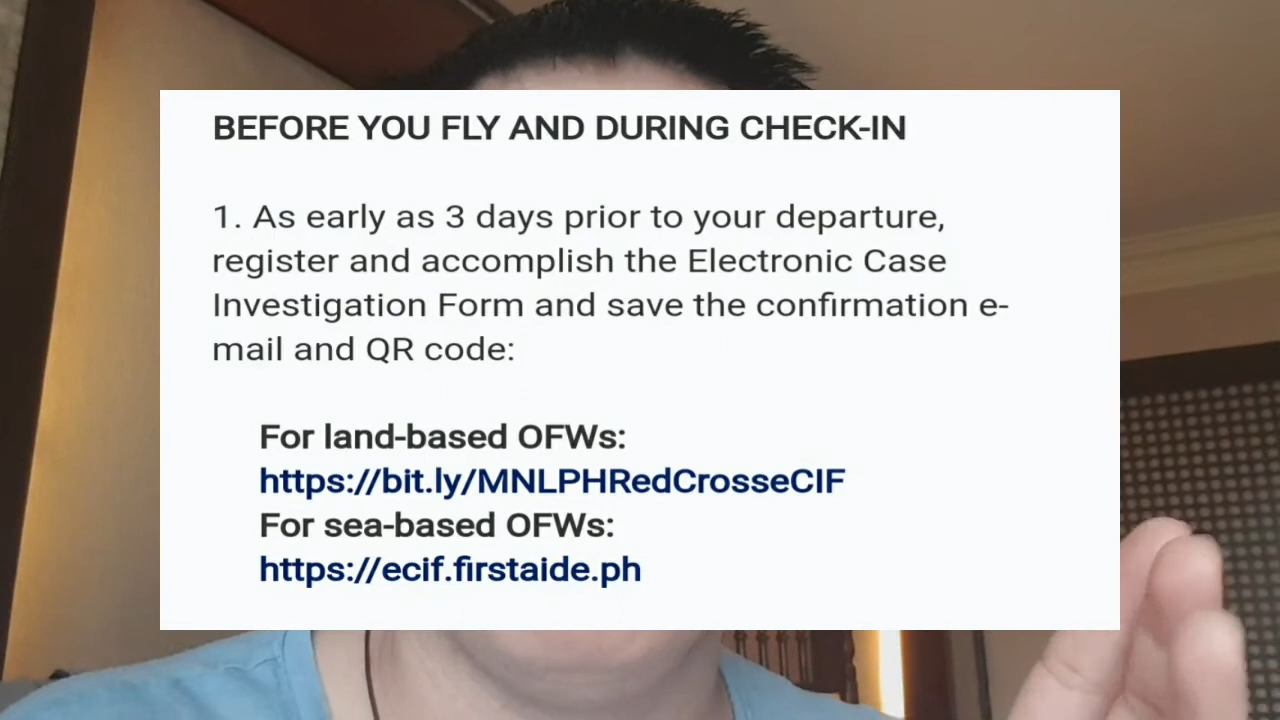 BEFORE YOU FLY AND DURING CHECK-IN
1. As early as 3 days prior to your departure,
register and accomplish the Electronic Case
Investigation Form and save the confirmation e-
mail and QR code:
For land-based OFWs:
https://bit.ly/MNLPHRedCrosseCIF
For sea-based OFWs:
https://ecif.firstaide.ph